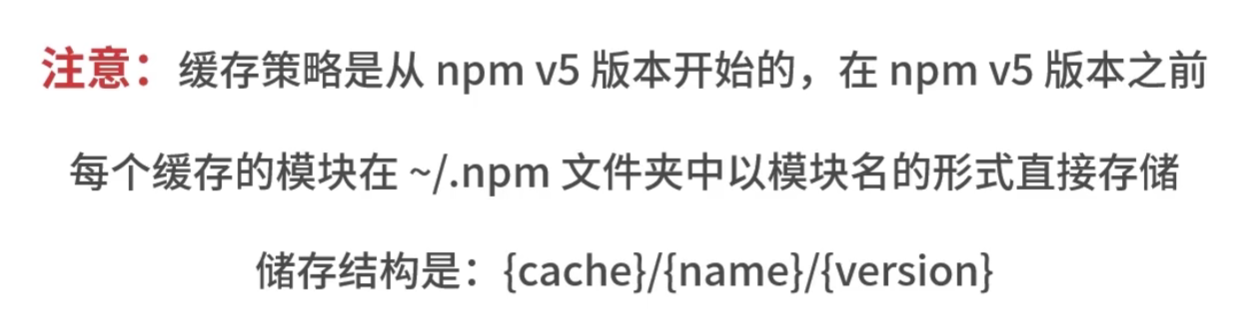 注意：缓存策略是从 npm v5 版本开始的，在 npm v5 版本之前
每个缓存的模块在 ~/.npm 文件夹中以模块名的形式直接存储
储存结构是：{cache}/{name}/{version}